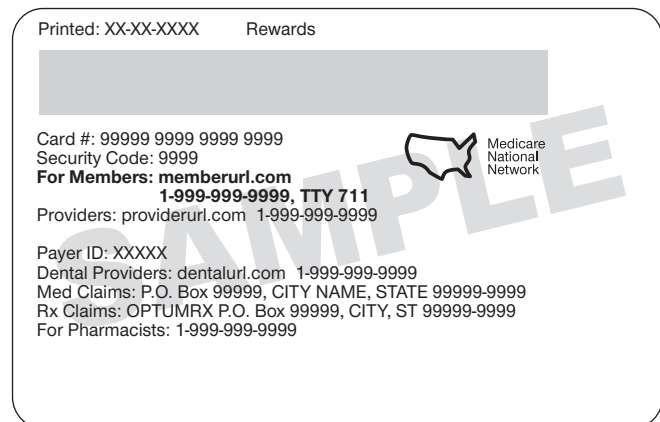 Printed: XX-XX-XXXX Rewards
Card #: 99999 9999 9999 9999
Security Code: 9999
For Members: memberurl.com
1-999-999-9999, TTY 711
Providers: providerurl.com 1-999-999-9999
Medicare
National
Network
Payer ID: XXXXX
Dental Providers: dentalurl.com 1-999-999-9999
Med Claims: P.O. Box 99999, CITY NAME, STATE 99999-9999
Rx Claims: OPTUMRX P.O. Box 99999, CITY, ST 99999-9999
For Pharmacists: 1-999-999-9999
SAMPLE